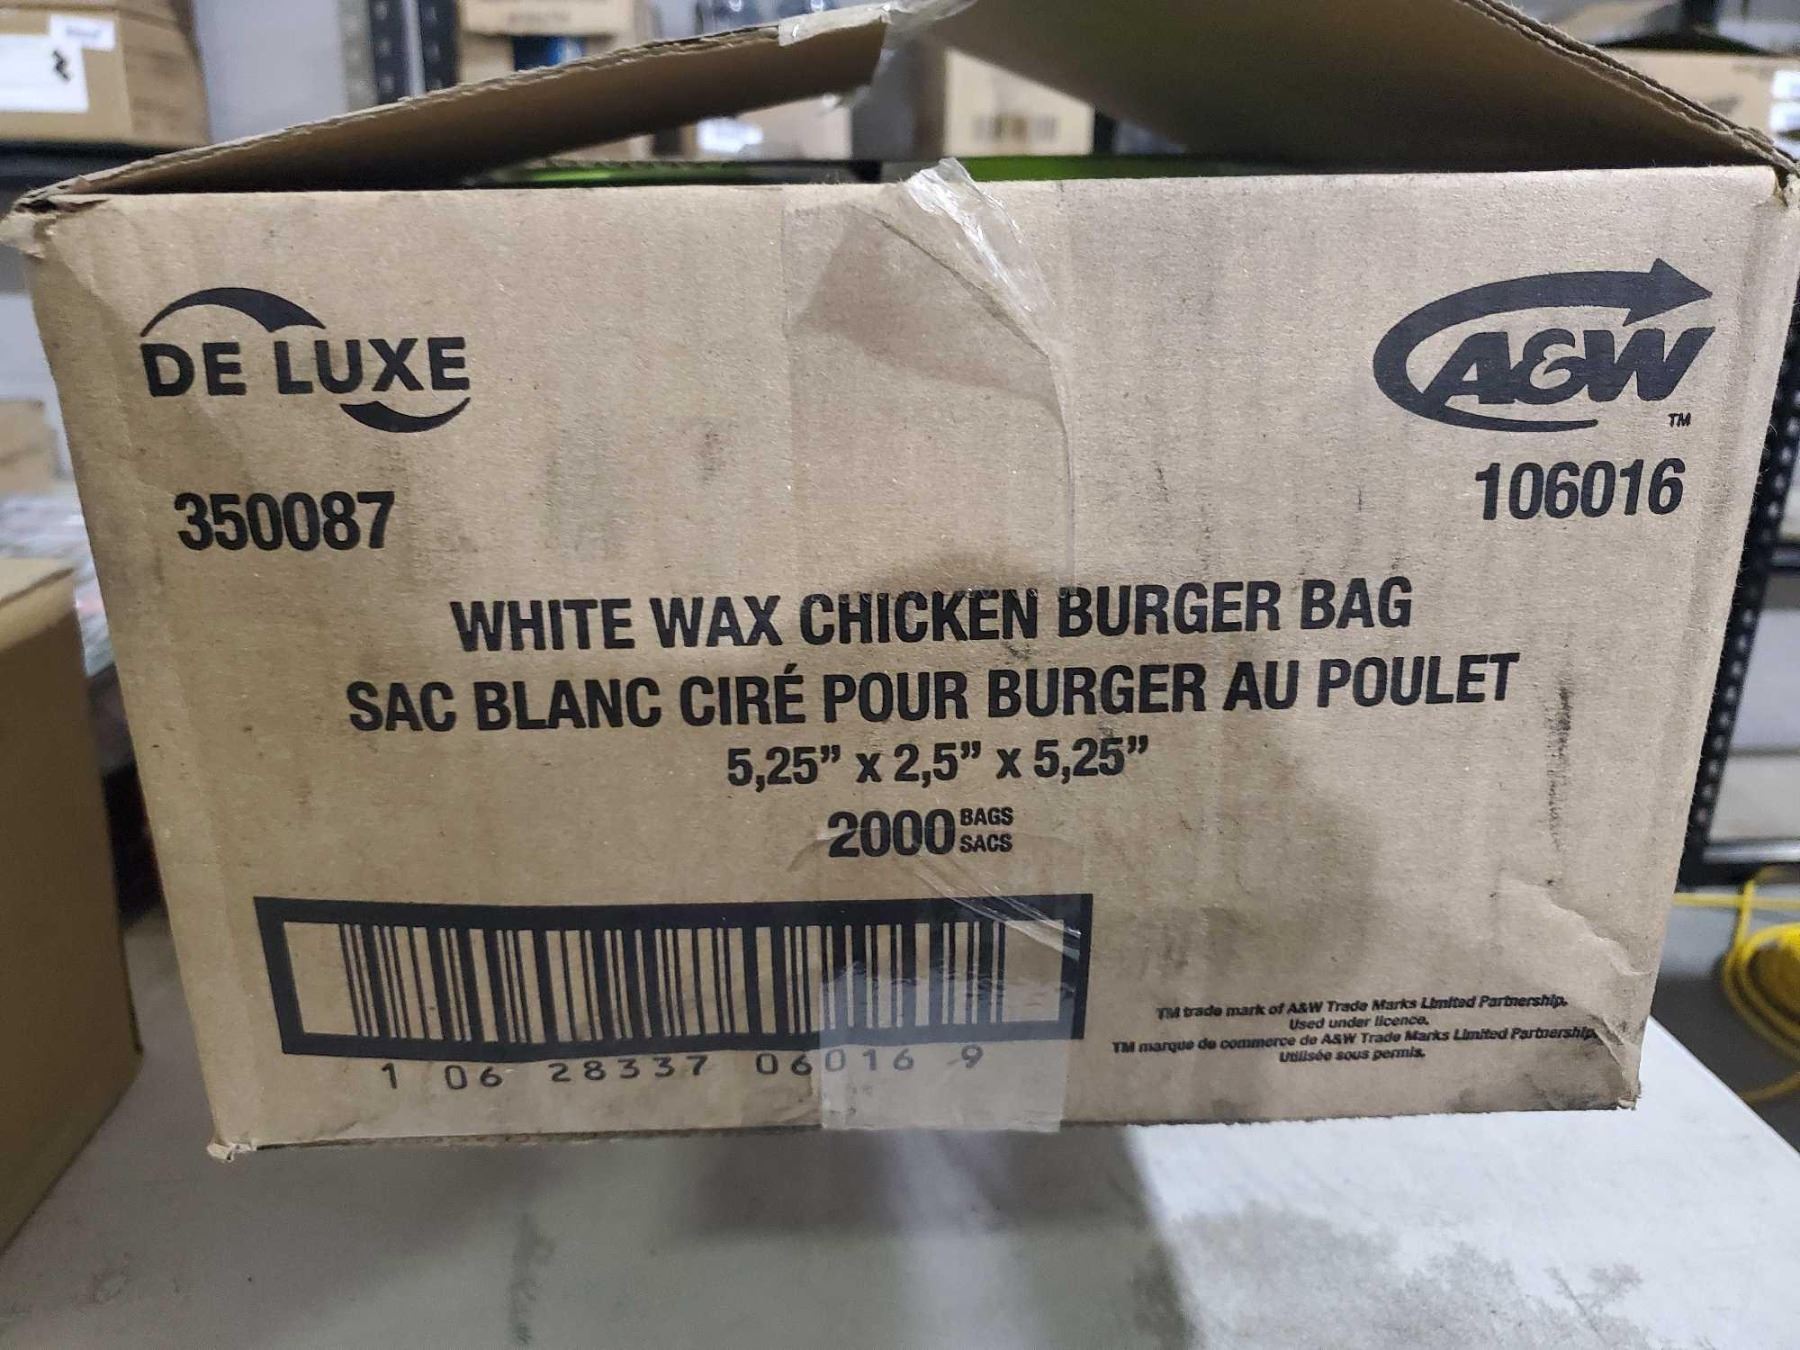 DE LUXE
A&W
TM
350087
106016
WHITE WAX CHICKEN BURGER BAG
SAC BLANC CIRÉ POUR BURGER AU POULET
5,25” x 2,5” x 5,25”
2000 BAGS
SACS
1 06 28337 06016 9
TM trade mark of A&W Trade Marks Limited Partnership.
Used under licence.
TM marque de commerce de A&W Trade Marks Limited Partnership.
Utilisée sous permis.